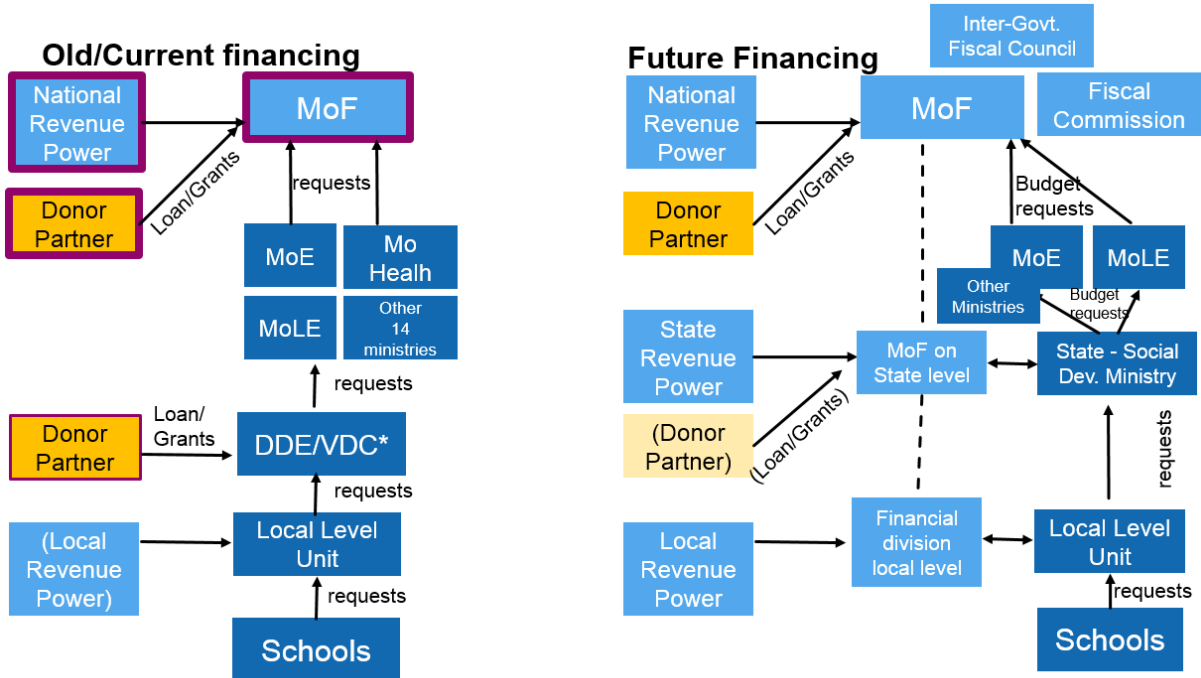 Old/Current financing
National
Revenue
Power
MoF
Loan/Grants
requests
Donor
Partner
MoE
Mo
Healh
MoLE
Other
14
ministries
requests
Loan/
Grants
Donor
Partner
DDE/VDC*
requests
(Local
Revenue
Power)
Local Level
Unit
requests
Schools
Future Financing
Inter-Govt.
Fiscal Council
National
Revenue
Power
MoF
Fiscal
Commission
Loan/Grants
Budget
requests
Donor
Partner
MoE
MoLE
Other
Ministries
Budget
requests
State
Revenue
Power
MoF on
State level
State - Social
Dev. Ministry
(Donor
Partner)
(Loan/Grants)
requests
Local
Revenue
Power
Financial
division
local level
Local Level
Unit
requests
Schools